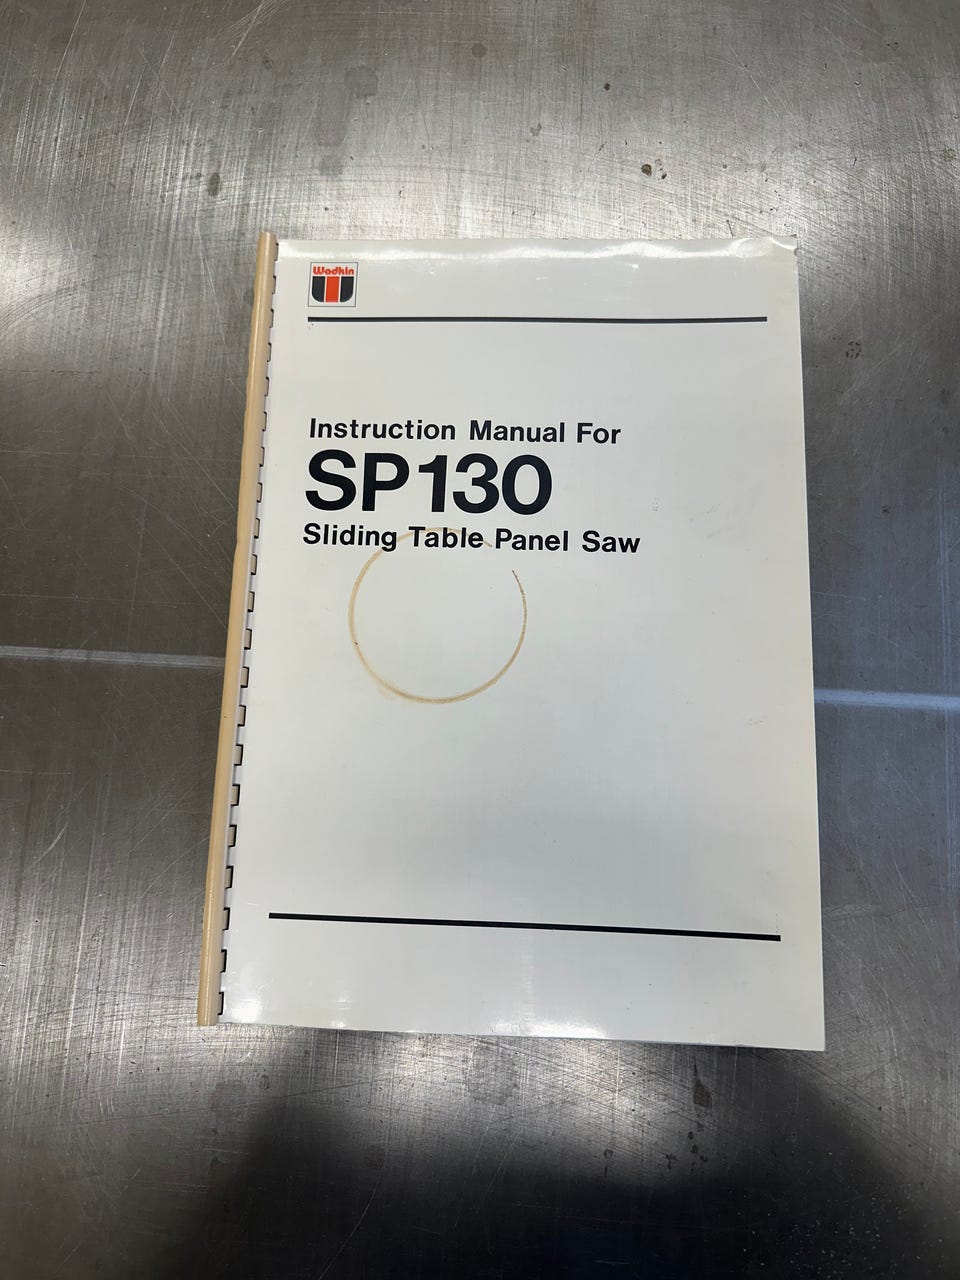 Wadkin
Instruction Manual For
SP130
Sliding Table Panel Saw